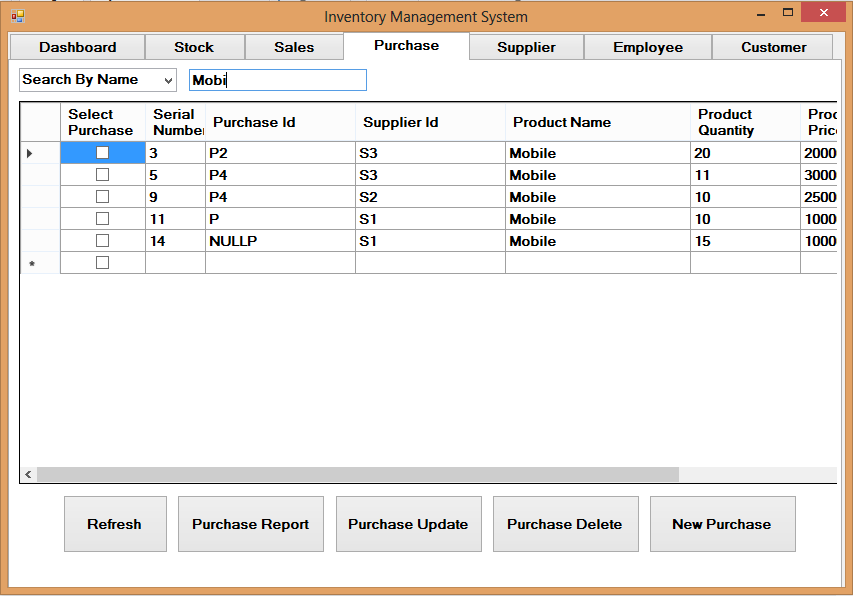 Inventory Management System
Dashboard Stock Sales Purchase Supplier Employee Customer
Search By Name Mobi
Select Purchase Serial Number Purchase Id Supplier Id Product Name Product Quantity
3 P2 S3 Mobile 20 2000
5 P4 S3 Mobile 11 3000
9 P4 S2 Mobile 10 2500
11 P S1 Mobile 10 1000
14 NULLP S1 Mobile 15 1000
*
Refresh Purchase Report Purchase Update Purchase Delete New Purchase